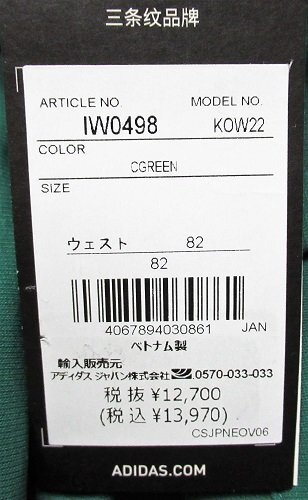 三条纹品牌
ARTICLE NO. MODEL NO.
IW0498 KOW22
COLOR
CGREEN
SIZE
ウェスト 82
82
4067894030861 JAN
ベトナム製
輸入販売元
アディダス ジャパン株式会社 0570-033-033
税抜 ¥12,700
(税込 ¥13,970)
CSJPNEOV06
ADIDAS.COM